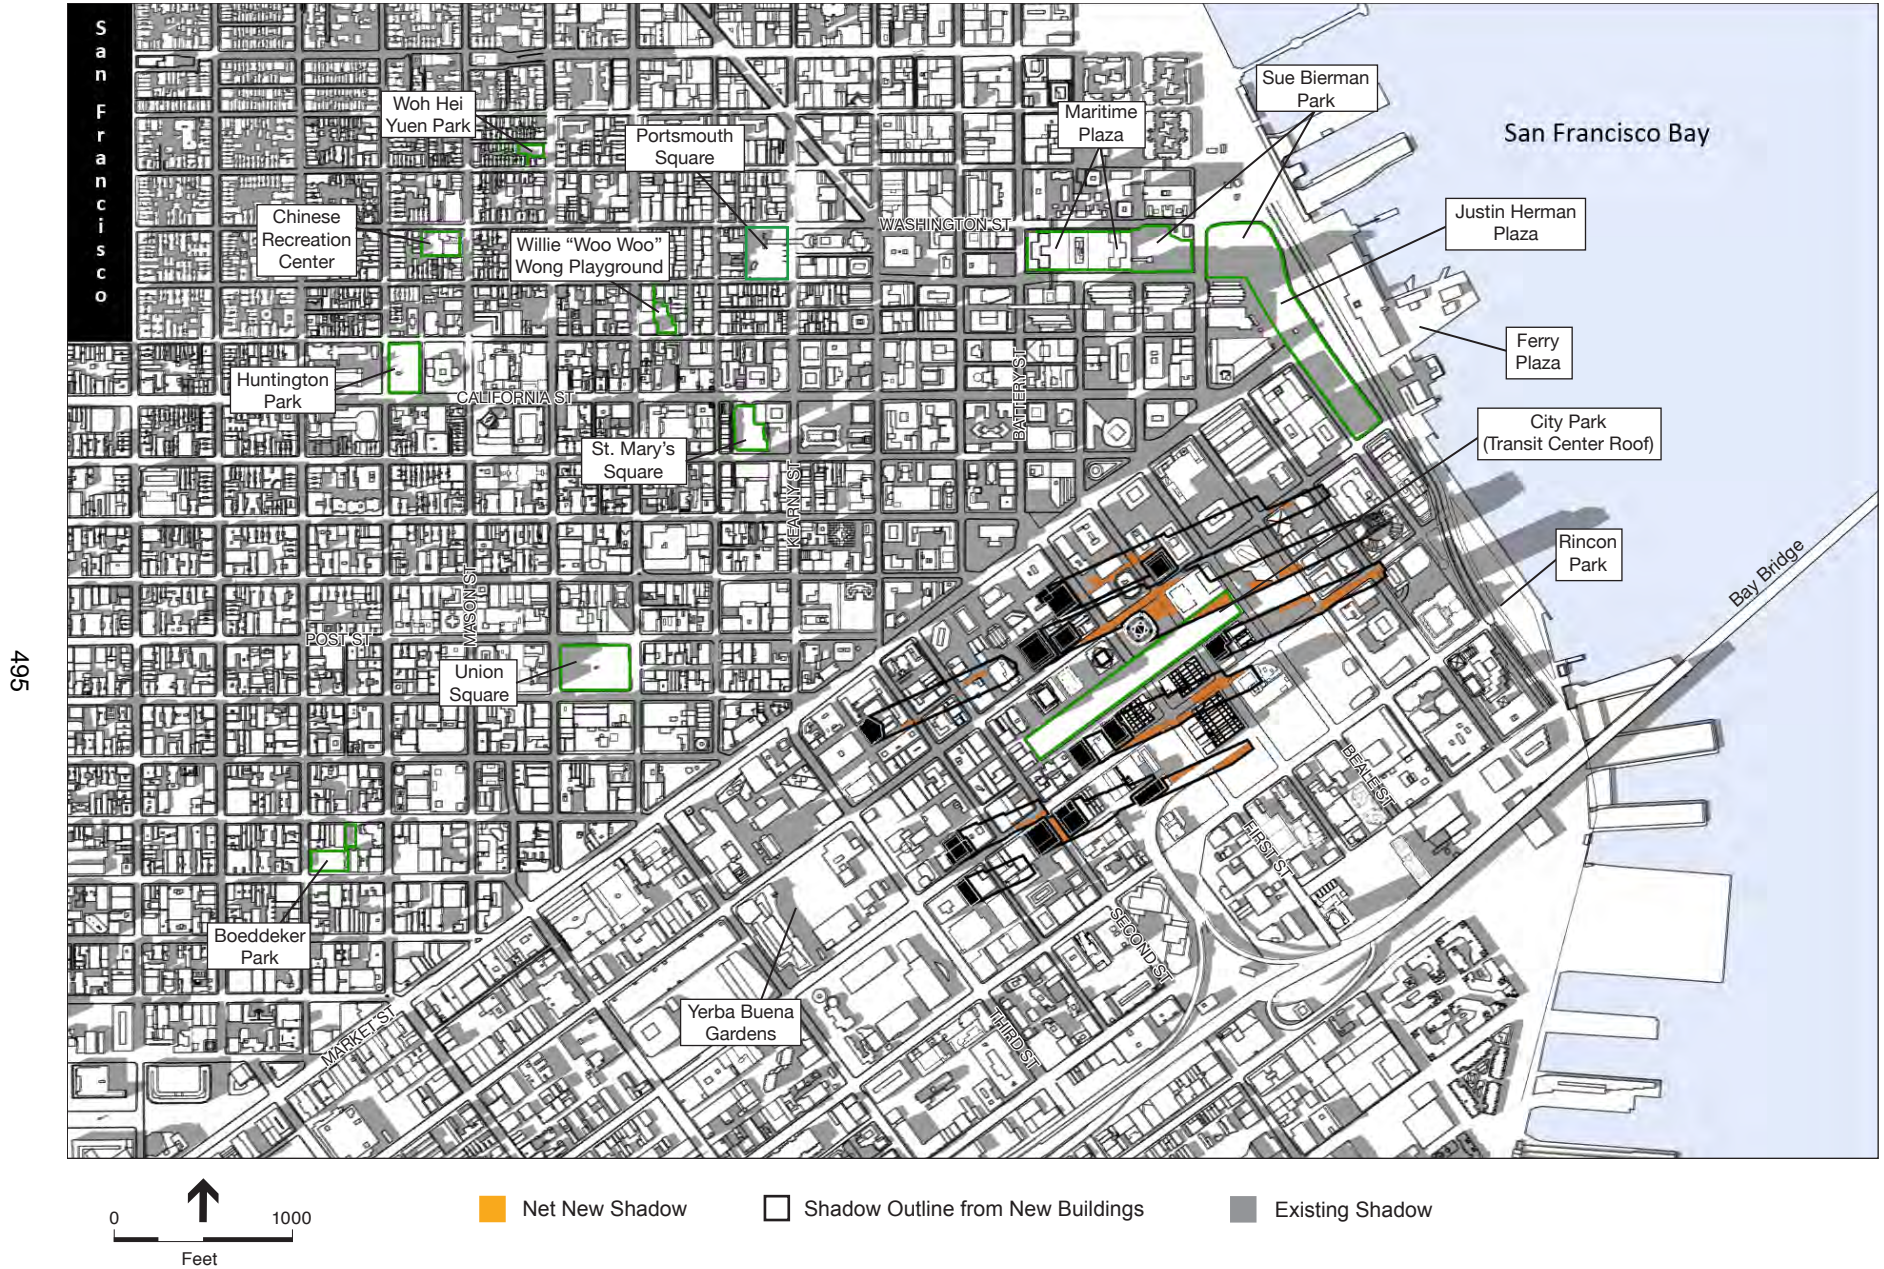 San Francisco
Woh Hei
Yuen Park
Portsmouth
Square
Maritime
Plaza
Sue Bierman
Park
San Francisco Bay
Chinese
Recreation
Center
Willie “Woo Woo”
Wong Playground
WASHINGTON ST
Justin Herman
Plaza
Ferry
Plaza
Huntington
Park
CALIFORNIA ST
BATTERY ST
City Park
(Transit Center Roof)
St. Mary’s
Square
KEARNY ST
Rincon
Park
Bay Bridge
MASON ST
POST ST
Union
Square
495
BEALE ST
FIRST ST
Boeddeker
Park
SECOND ST
Yerba Buena
Gardens
THIRD ST
MARKET ST
0 1000
Feet
Net New Shadow
Shadow Outline from New Buildings
Existing Shadow